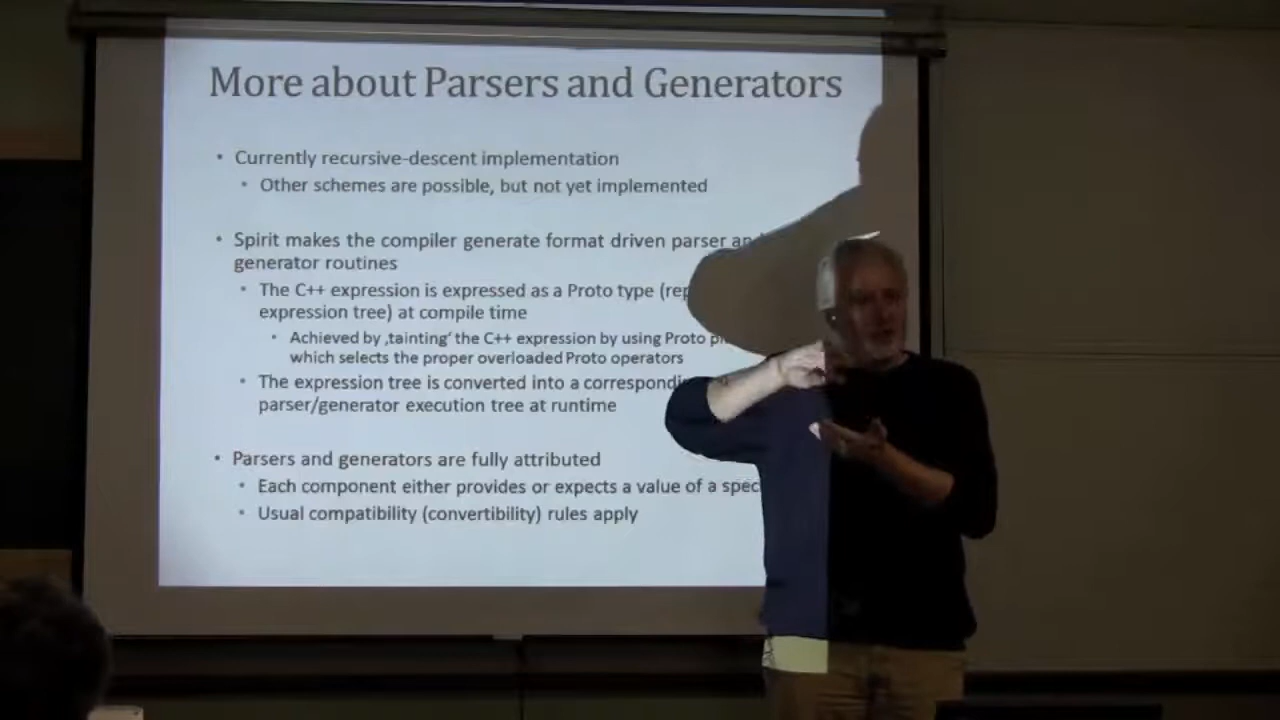 More about Parsers and Generators
• Currently recursive-descent implementation
• Other schemes are possible, but not yet implemented
• Spirit makes the compiler generate format driven parser and
generator routines
• The C++ expression is expressed as a Proto type (rep
expression tree) at compile time
• Achieved by ‚tainting‘ the C++ expression by using Proto
which selects the proper overloaded Proto operators
• The expression tree is converted into a correspondi
parser/generator execution tree at runtime
• Parsers and generators are fully attributed
• Each component either provides or expects a value of a spec
• Usual compatibility (convertibility) rules apply